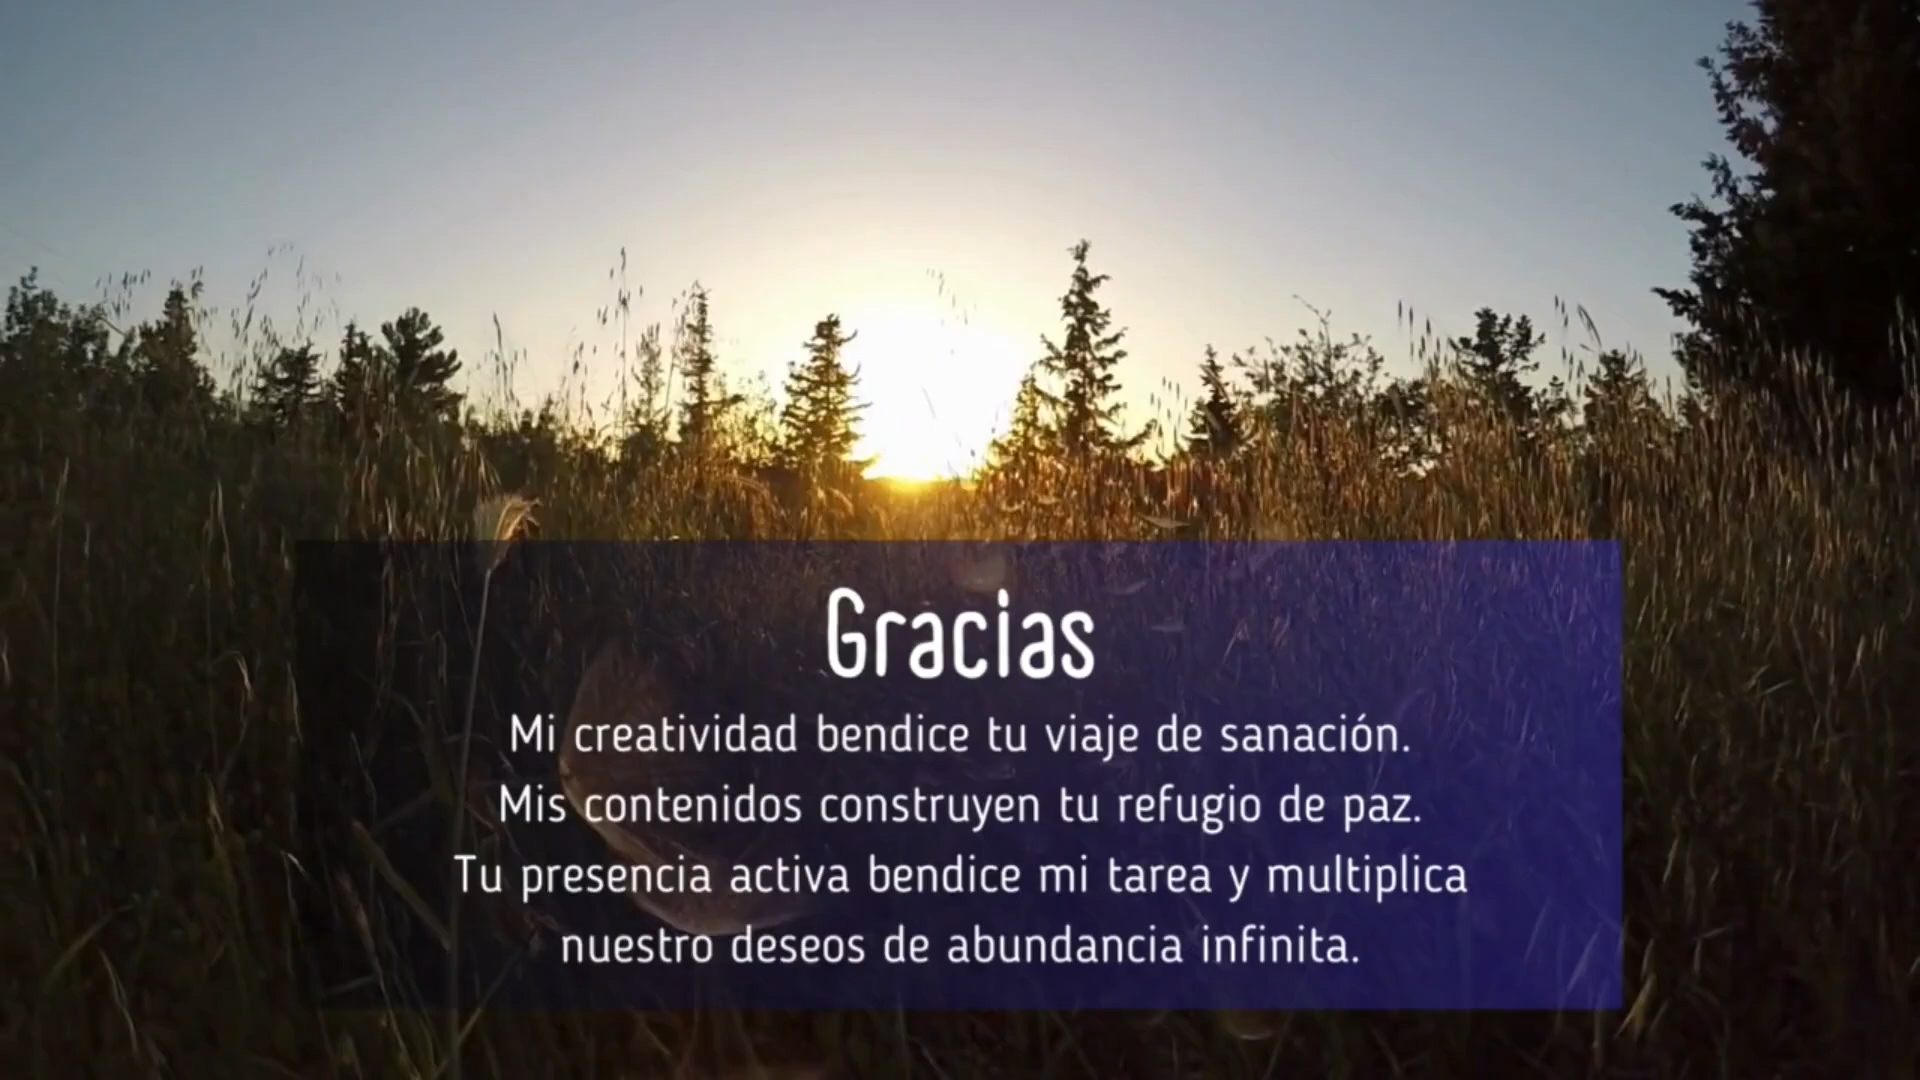 Gracias
Mi creatividad bendice tu viaje de sanación.
Mis contenidos construyen tu refugio de paz.
Tu presencia activa bendice mi tarea y multiplica
nuestro deseos de abundancia infinita.